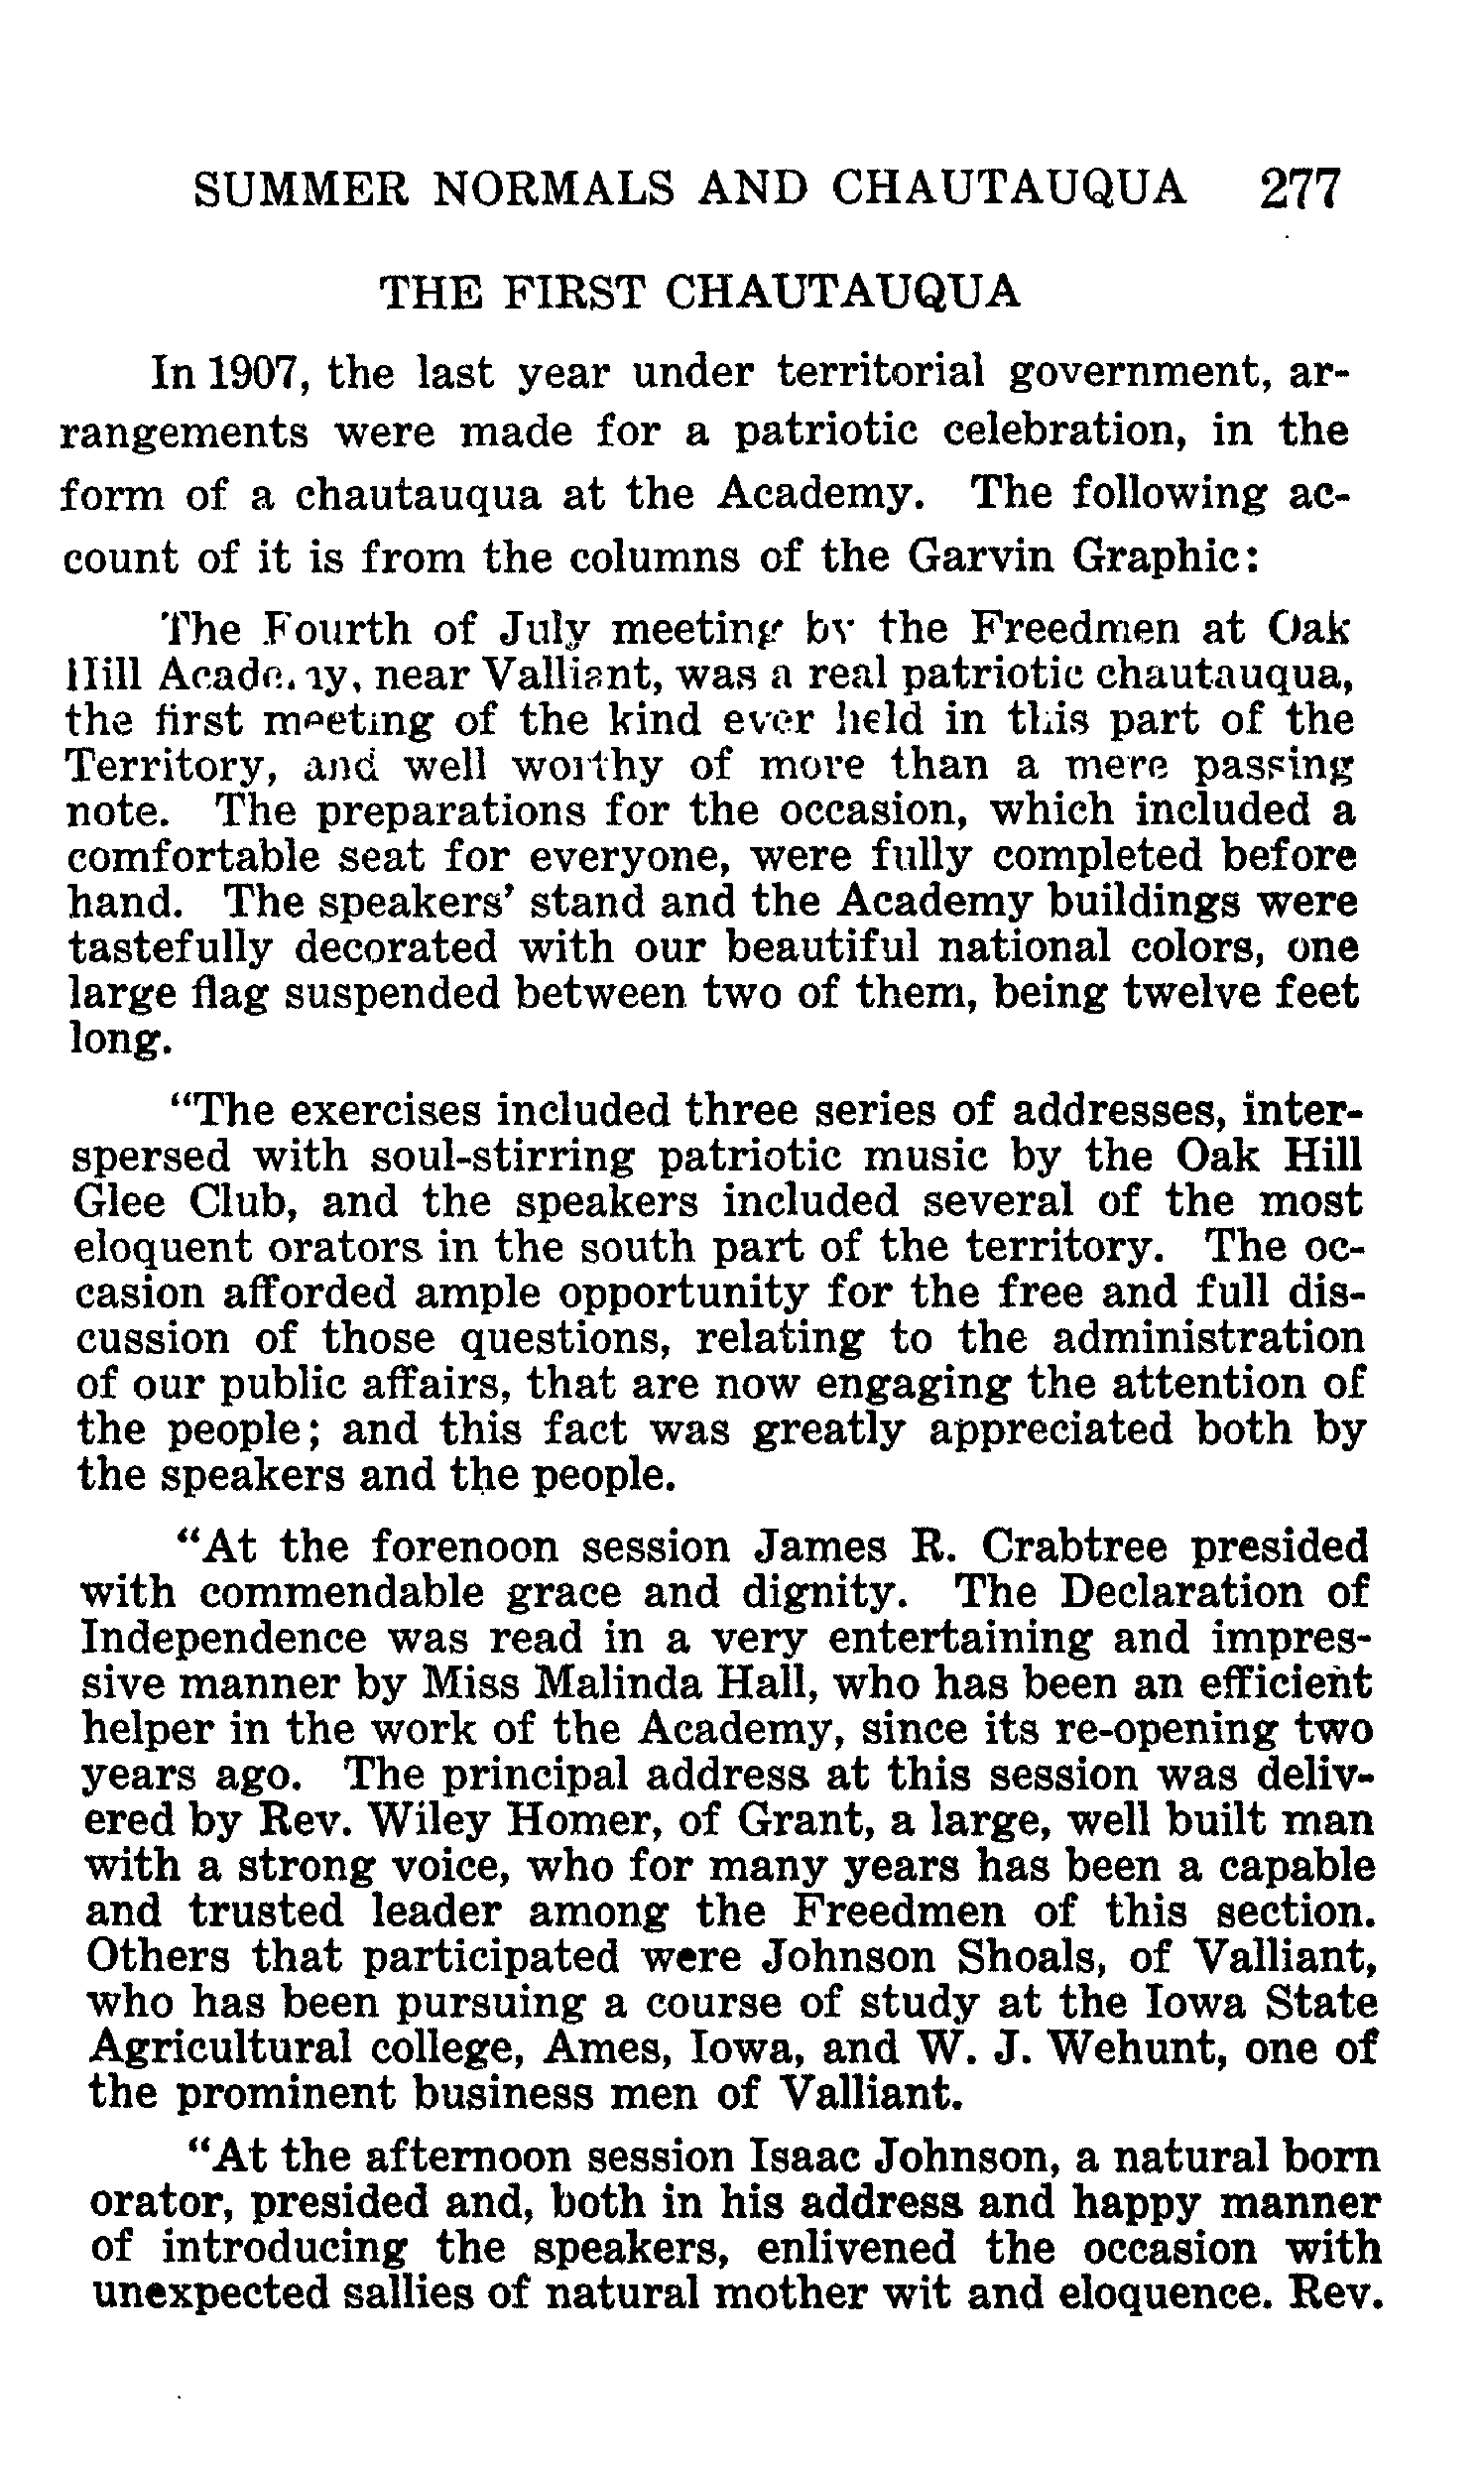 SUMMER NORMALS AND CHAUTAUQUA 277
THE FIRST CHAUTAUQUA
In 1907, the last year under territorial government, ar-
rangements were made for a patriotic celebration, in the
form of a chautauqua at the Academy. The following ac-
count of it is from the columns of the Garvin Graphic:
The Fourth of July meeting by the Freedmen at Oak
Hill Academy, near Valliant, was a real patriotic chautauqua,
the first meeting of the kind ever held in this part of the
Territory, and well worthy of more than a mere passing
note. The preparations for the occasion, which included a
comfortable seat for everyone, were fully completed before
hand. The speakers' stand and the Academy buildings were
tastefully decorated with our beautiful national colors, one
large flag suspended between two of them, being twelve feet
long.
"The exercises included three series of addresses, inter-
spersed with soul-stirring patriotic music by the Oak Hill
Glee Club, and the speakers included several of the most
eloquent orators in the south part of the territory. The oc-
casion afforded ample opportunity for the free and full dis-
cussion of those questions, relating to the administration
of our public affairs, that are now engaging the attention of
the people; and this fact was greatly appreciated both by
the speakers and the people.
"At the forenoon session James R. Crabtree presided
with commendable grace and dignity. The Declaration of
Independence was read in a very entertaining and impres-
sive manner by Miss Malinda Hall, who has been an efficient
helper in the work of the Academy, since its re-opening two
years ago. The principal address at this session was deliv-
ered by Rev. Wiley Homer, of Grant, a large, well built man
with a strong voice, who for many years has been a capable
and trusted leader among the Freedmen of this section.
Others that participated were Johnson Shoals, of Valliant,
who has been pursuing a course of study at the Iowa State
Agricultural college, Ames, Iowa, and W. J. Wehunt, one of
the prominent business men of Valliant.
"At the afternoon session Isaac Johnson, a natural born
orator, presided and, both in his address and happy manner
of introducing the speakers, enlivened the occasion with
unexpected sallies of natural mother wit and eloquence. Rev.